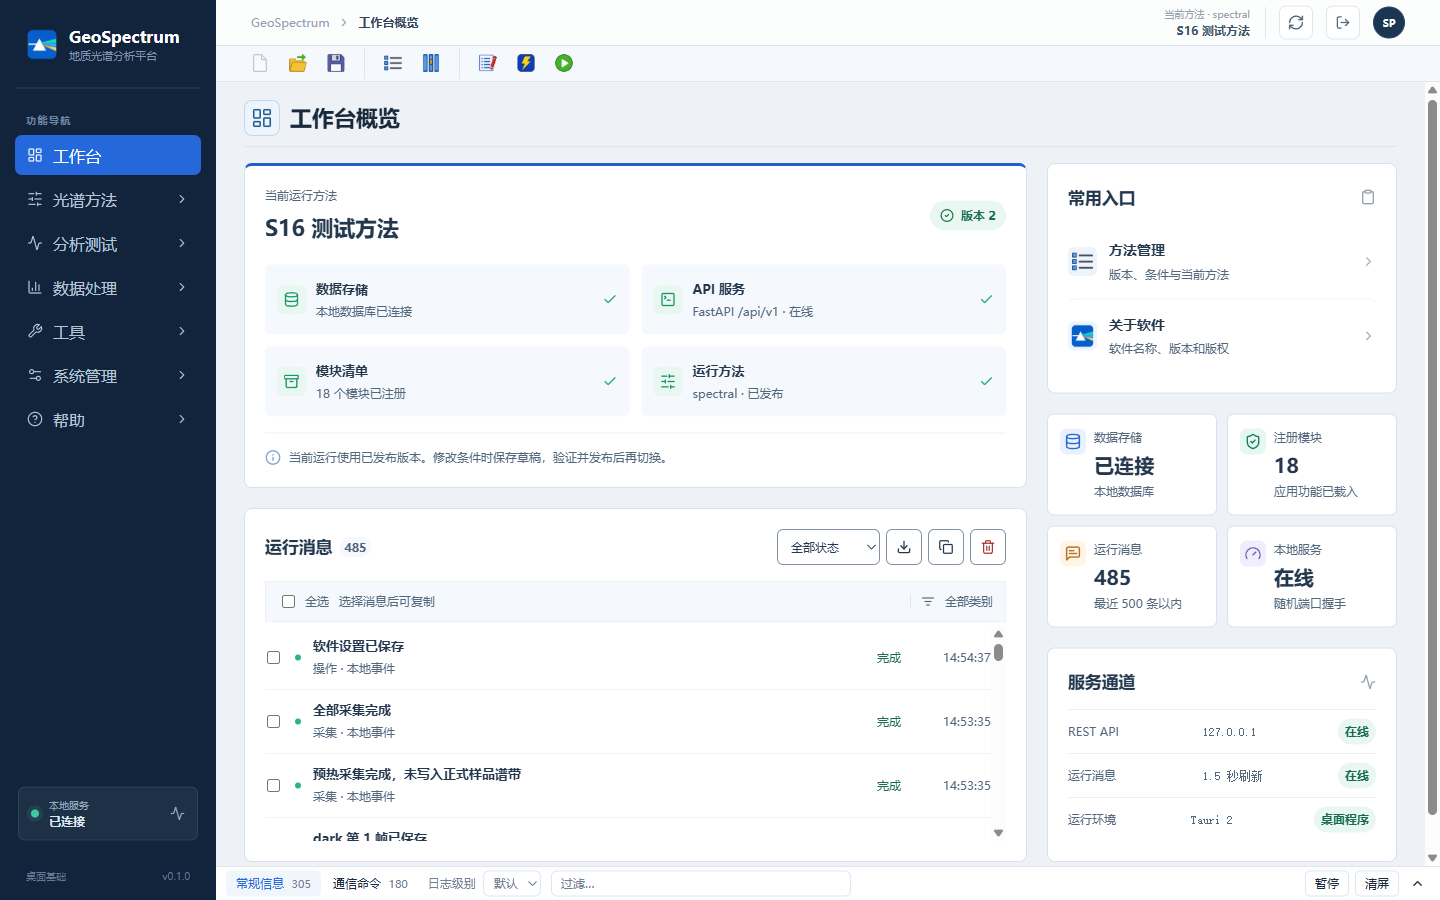 GeoSpectrum
地质光谱分析平台
功能导航
工作台
光谱方法
分析测试
数据处理
工具
系统管理
帮助
本地服务
已连接
桌面基础 v0.1.0
GeoSpectrum 工作台概览
当前方法 · spectral
S16 测试方法
SP
工作台概览
当前运行方法
S16 测试方法
版本 2
数据存储
本地数据库已连接
API 服务
FastAPI /api/v1 · 在线
模块清单
18 个模块已注册
运行方法
spectral · 已发布
当前运行使用已发布版本。修改条件时保存草稿，验证并发布后再切换。
运行消息 485
全部状态
全选 选择消息后可复制 全部类别
软件设置已保存
操作 · 本地事件
完成 14:54:37
全部采集完成
采集 · 本地事件
完成 14:53:35
预热采集完成，未写入正式样品谱带
采集 · 本地事件
完成 14:53:35
dark 第 1 帧已保存
常用入口
方法管理
版本、条件与当前方法
关于软件
软件名称、版本和版权
数据存储
已连接
本地数据库
注册模块
18
应用功能已载入
运行消息
485
最近 500 条以内
本地服务
在线
随机端口握手
服务通道
REST API 127.0.0.1 在线
运行消息 1.5 秒刷新 在线
运行环境 Tauri 2 桌面程序
常规信息 305 通信命令 180 日志级别 默认 过滤... 暂停 清屏